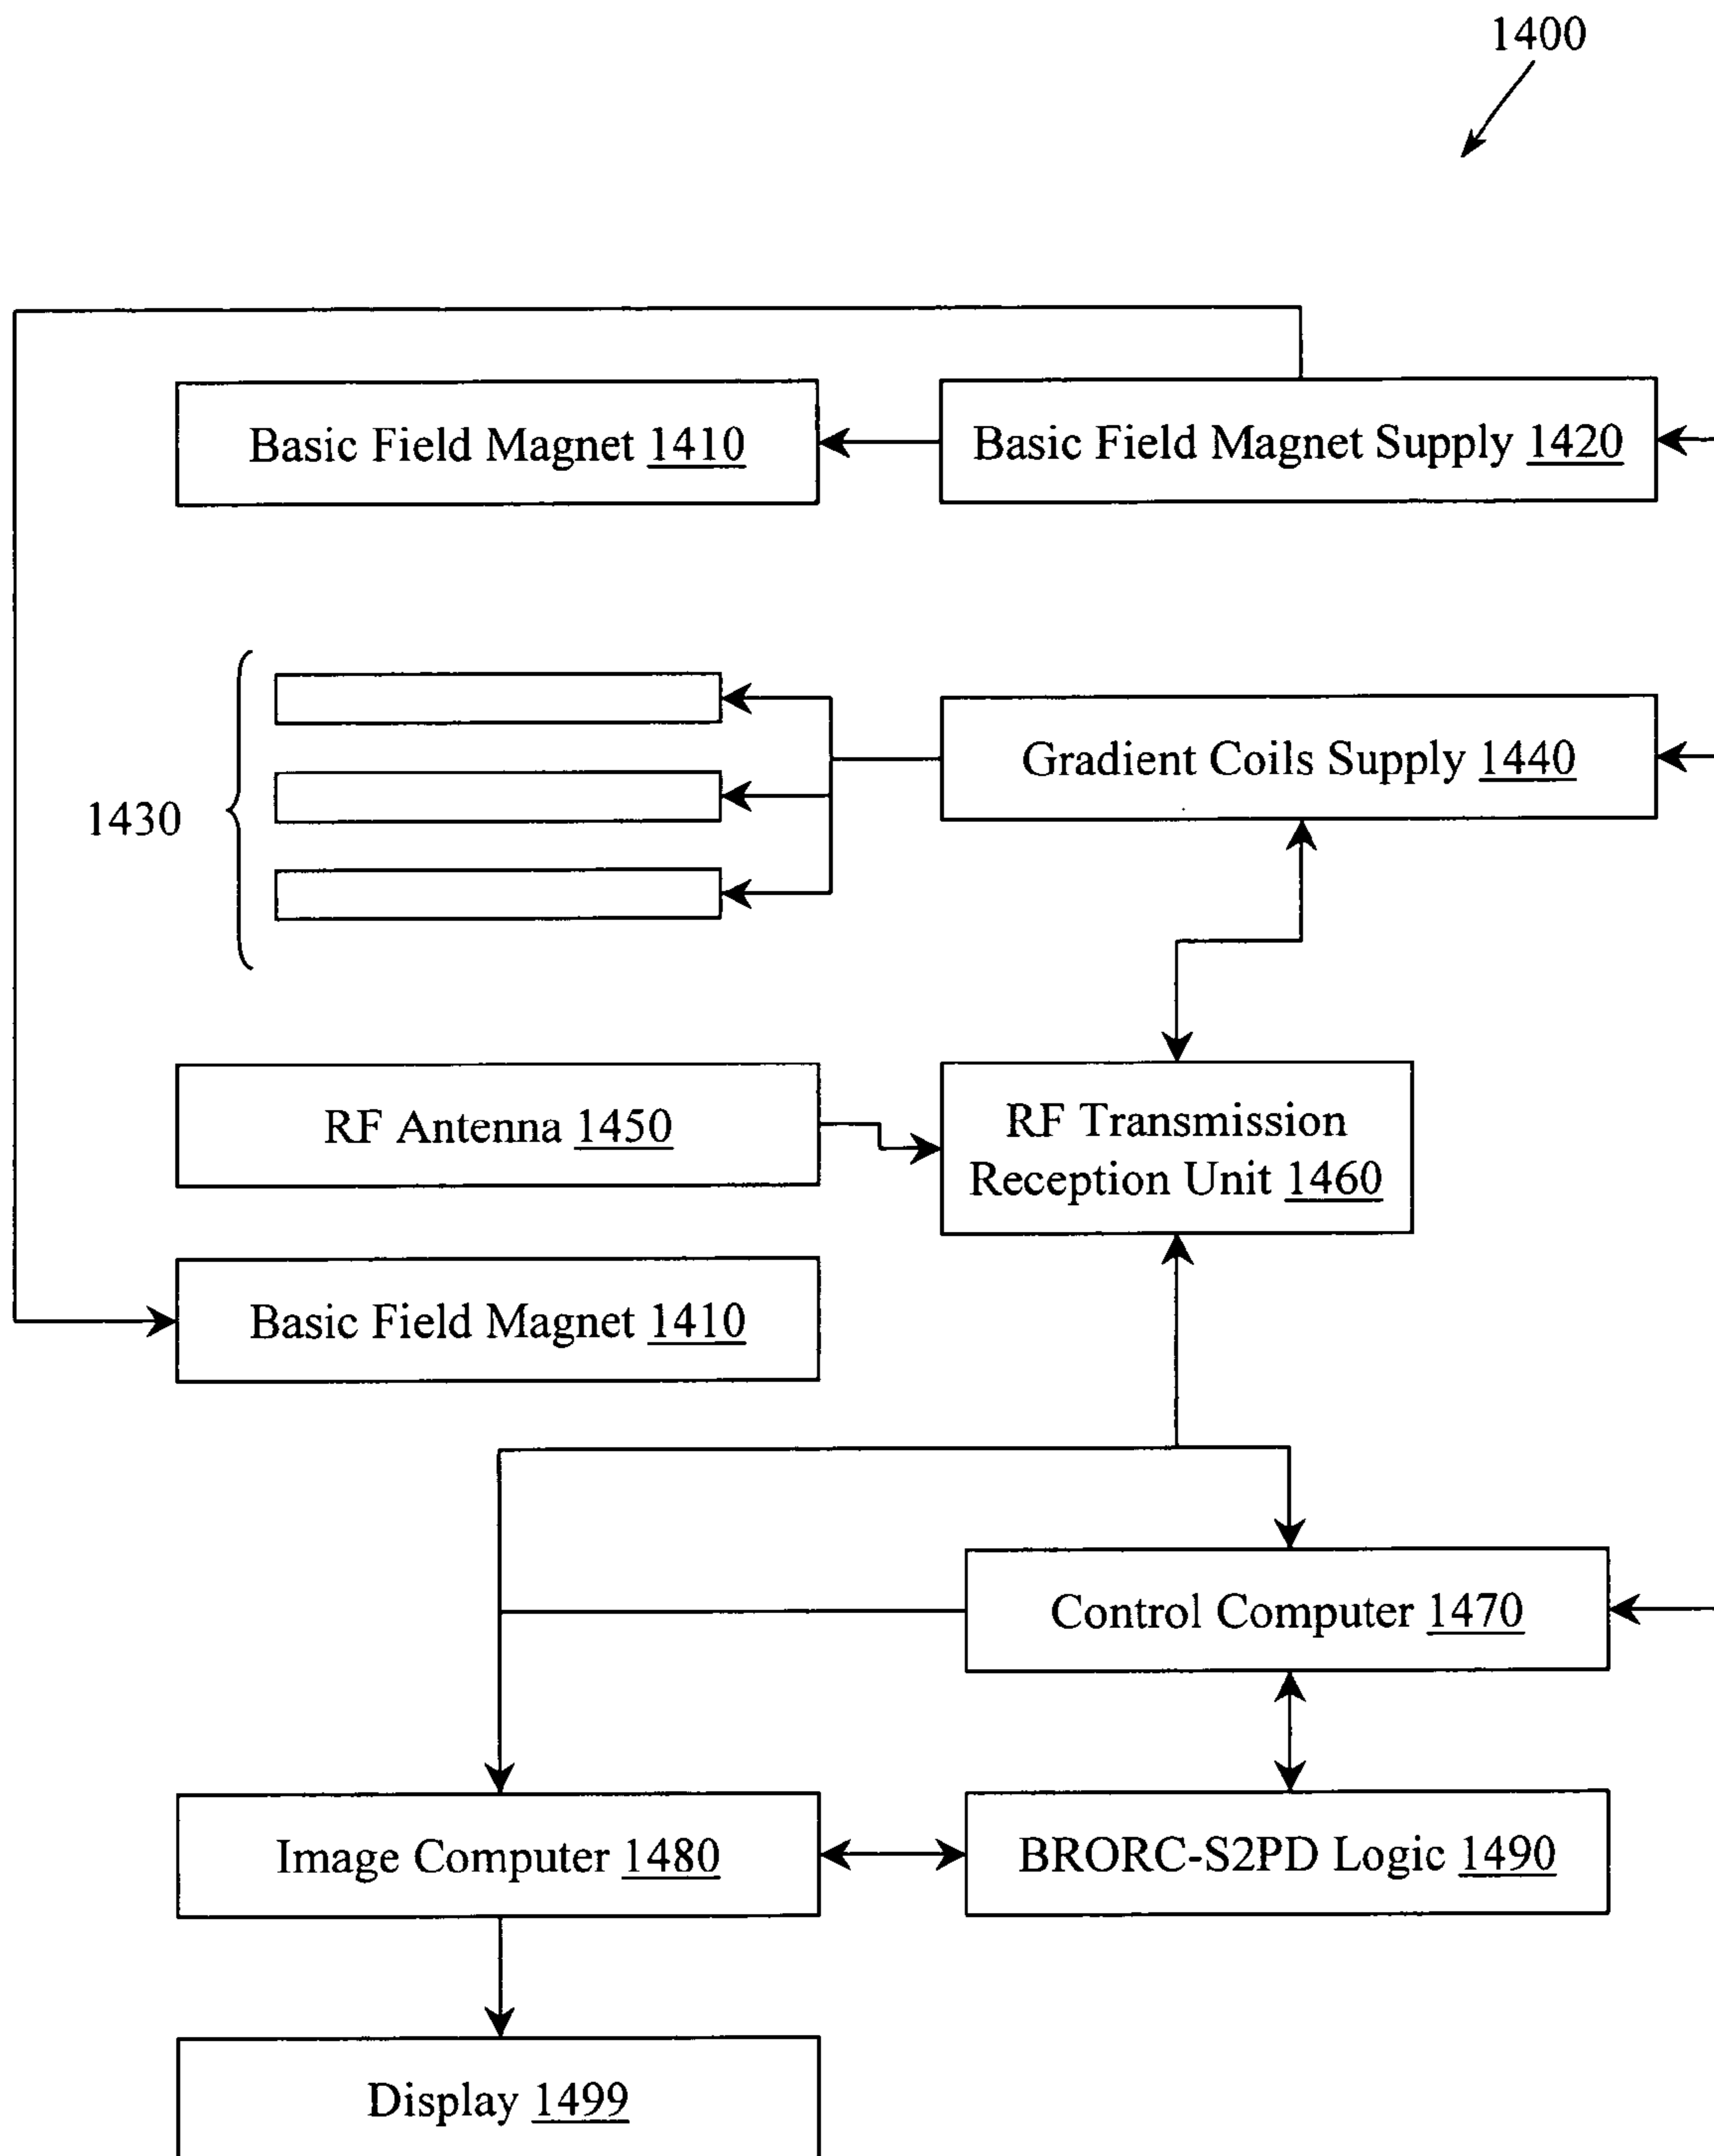 1400
Basic Field Magnet 1410
Basic Field Magnet Supply 1420
1430
Gradient Coils Supply 1440
RF Antenna 1450
RF Transmission
Reception Unit 1460
Basic Field Magnet 1410
Control Computer 1470
Image Computer 1480
BRORC-S2PD Logic 1490
Display 1499